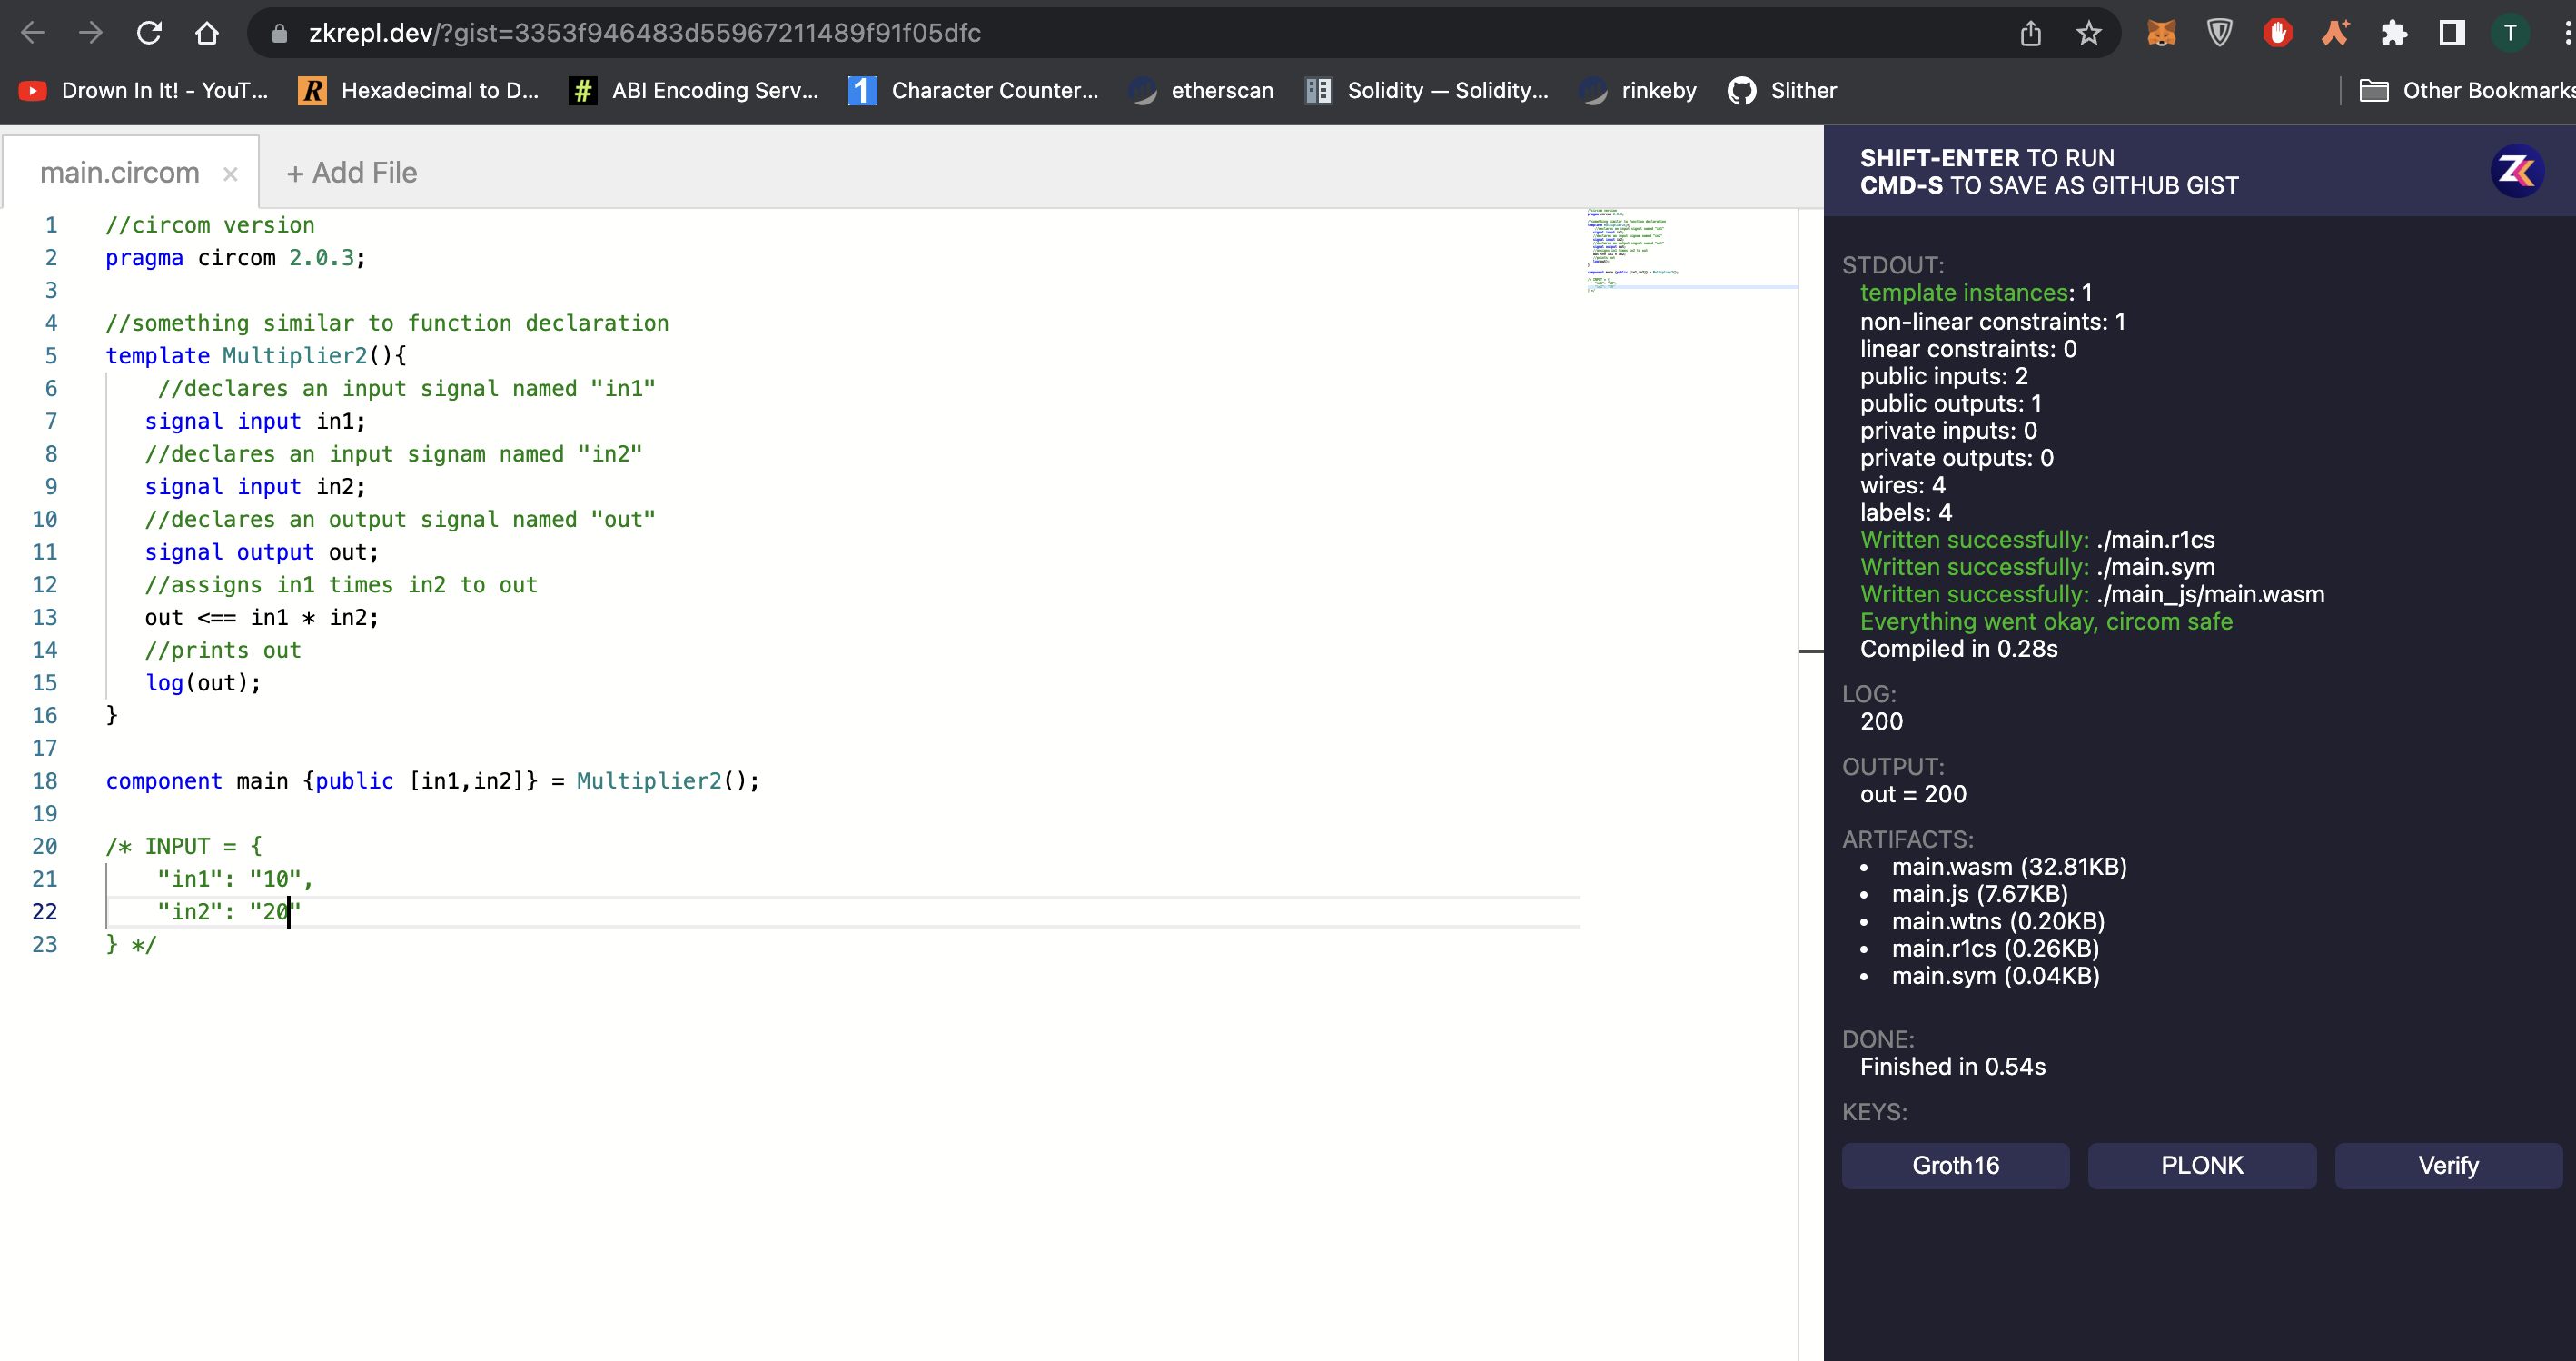 zkrepl.dev/?gist=3353f946483d55967211489f91f05dfc
T
Drown In It! - YouT... Hexadecimal to D... ABI Encoding Serv... Character Counter... etherscan Solidity — Solidity... rinkeby Slither Other Bookmarks
main.circom × + Add File
1 //circom version
2 pragma circom 2.0.3;
3
4 //something similar to function declaration
5 template Multiplier2(){
6 //declares an input signal named "in1"
7 signal input in1;
8 //declares an input signam named "in2"
9 signal input in2;
10 //declares an output signal named "out"
11 signal output out;
12 //assigns in1 times in2 to out
13 out <== in1 * in2;
14 //prints out
15 log(out);
16 }
17
18 component main {public [in1,in2]} = Multiplier2();
19
20 /* INPUT = {
21 "in1": "10",
22 "in2": "20"
23 } */
SHIFT-ENTER TO RUN
CMD-S TO SAVE AS GITHUB GIST
STDOUT:
template instances: 1
non-linear constraints: 1
linear constraints: 0
public inputs: 2
public outputs: 1
private inputs: 0
private outputs: 0
wires: 4
labels: 4
Written successfully: ./main.r1cs
Written successfully: ./main.sym
Written successfully: ./main_js/main.wasm
Everything went okay, circom safe
Compiled in 0.28s
LOG:
200
OUTPUT:
out = 200
ARTIFACTS:
• main.wasm (32.81KB)
• main.js (7.67KB)
• main.wtns (0.20KB)
• main.r1cs (0.26KB)
• main.sym (0.04KB)
DONE:
Finished in 0.54s
KEYS:
Groth16 PLONK Verify